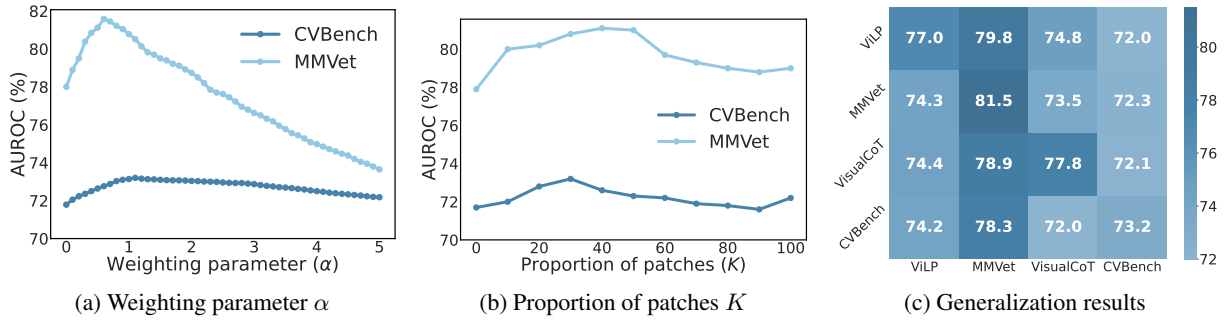 82
80
78
76
74
72
70
AUROC (%)
CVBench
MMVet
0 1 2 3 4 5
Weighting parameter (α)
(a) Weighting parameter α
80
78
76
74
72
70
AUROC (%)
CVBench
MMVet
0 20 40 60 80 100
Proportion of patches (K)
(b) Proportion of patches K
ViLP 77.0 79.8 74.8 72.0
MMVet 74.3 81.5 73.5 72.3
VisualCoT 74.4 78.9 77.8 72.1
CVBench 74.2 78.3 72.0 73.2
ViLP MMVet VisualCoT CVBench
80
78
76
74
72
(c) Generalization results